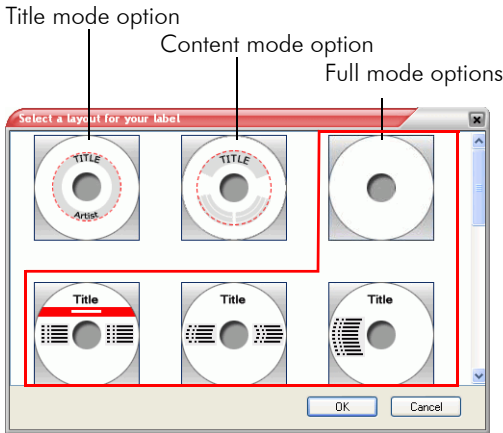 Title mode option
Content mode option
Full mode options
Select a layout for your label
TITLE
Artist
TITLE
Title
Title
Title
OK
Cancel